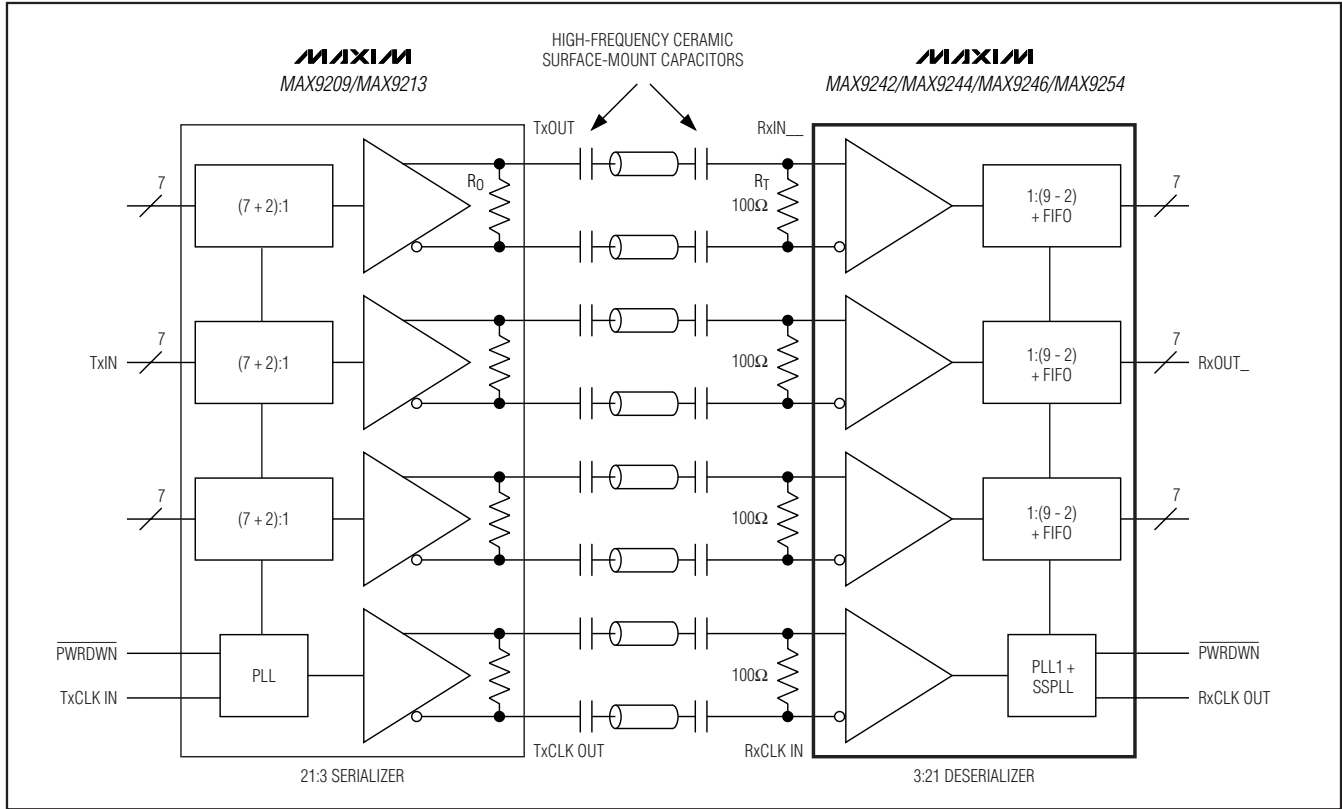 MAXIM
MAX9209/MAX9213
HIGH-FREQUENCY CERAMIC
SURFACE-MOUNT CAPACITORS
MAXIM
MAX9242/MAX9244/MAX9246/MAX9254
TxOUT
RxIN__
7
(7 + 2):1
RO
RT
100Ω
1:(9 - 2)
+ FIFO
7
TxIN
7
(7 + 2):1
100Ω
1:(9 - 2)
+ FIFO
7
RxOUT_
7
(7 + 2):1
100Ω
1:(9 - 2)
+ FIFO
7
PWRDWN
TxCLK IN
PLL
100Ω
PLL1 +
SSPLL
PWRDWN
RxCLK OUT
TxCLK OUT
RxCLK IN
21:3 SERIALIZER
3:21 DESERIALIZER